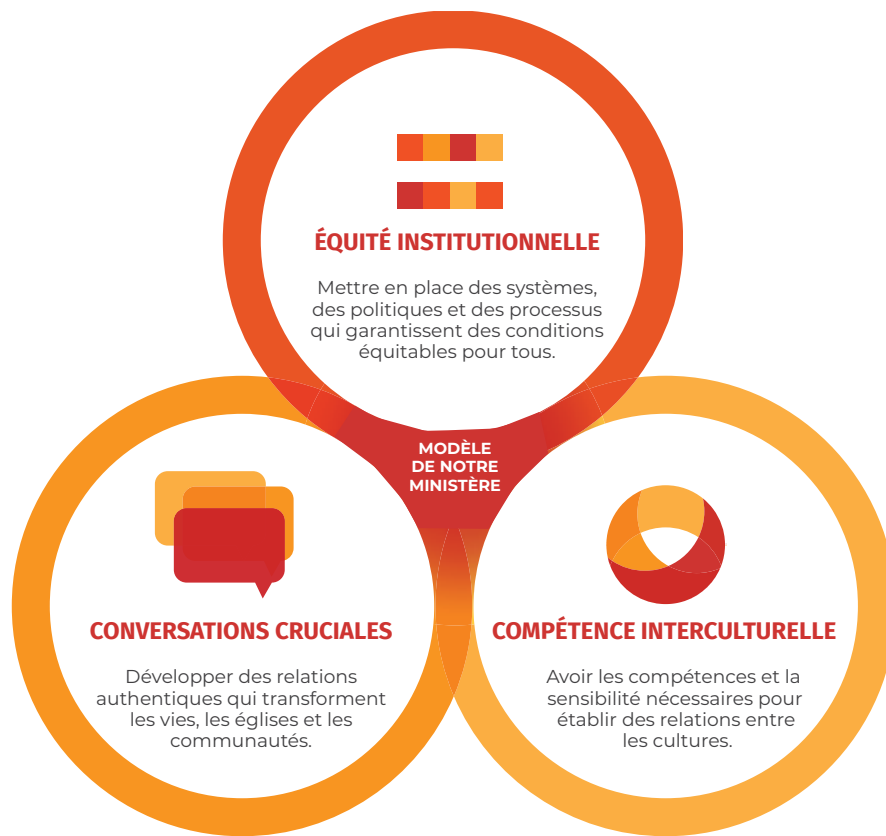 ÉQUITÉ INSTITUTIONNELLE
Mettre en place des systèmes,
des politiques et des processus
qui garantissent des conditions
équitables pour tous.
MODÈLE
DE NOTRE
MINISTÈRE
CONVERSATIONS CRUCIALES
Développer des relations
authentiques qui transforment
les vies, les églises et les
communautés.
COMPÉTENCE INTERCULTURELLE
Avoir les compétences et la
sensibilité nécessaires pour
établir des relations entre
les cultures.